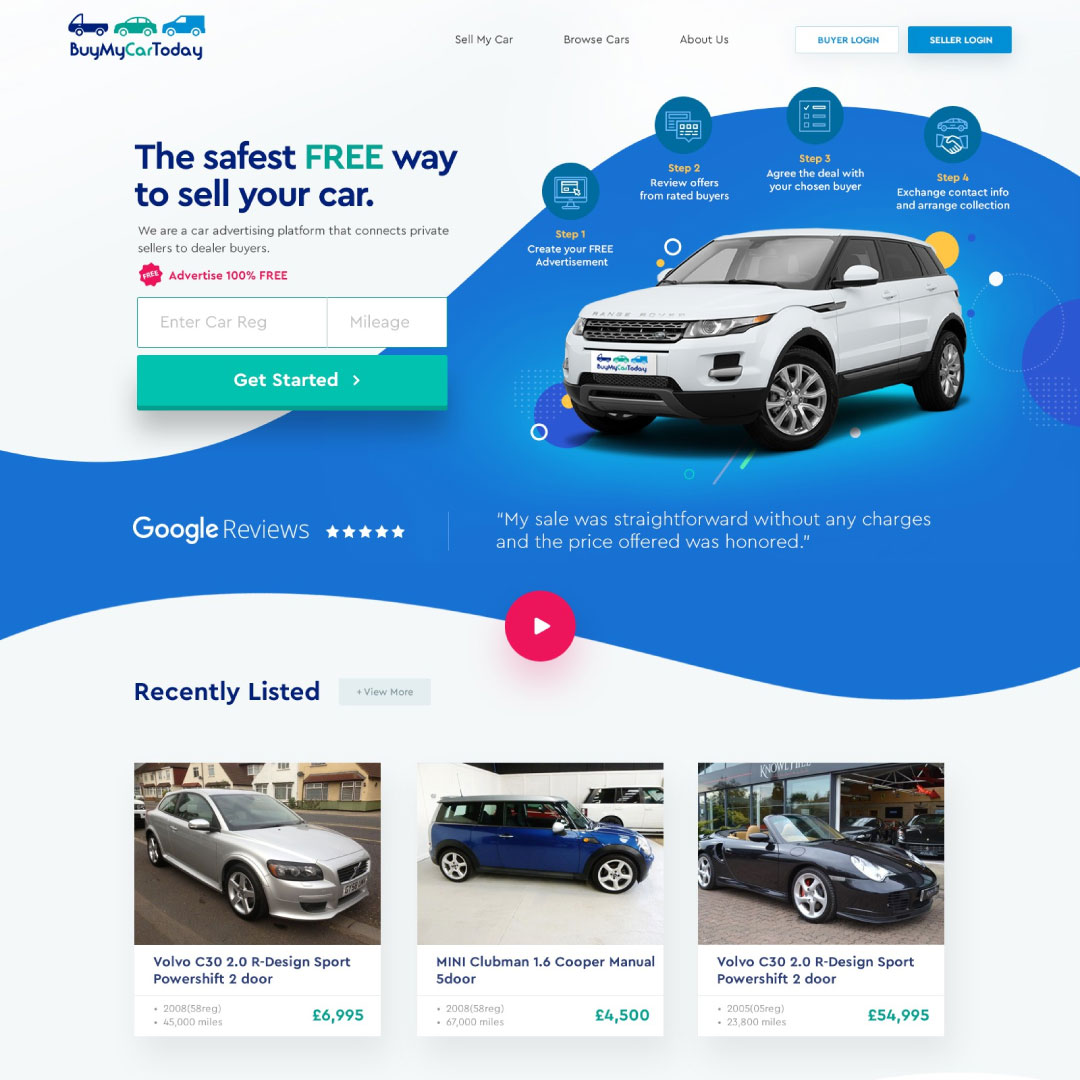 BuyMyCarToday
Sell My Car
Browse Cars
About Us
BUYER LOGIN
SELLER LOGIN
The safest FREE way
to sell your car.
We are a car advertising platform that connects private
sellers to dealer buyers.
FREE
Advertise 100% FREE
Enter Car Reg
Mileage
Get Started
Step 1
Create your FREE
Advertisement
Step 2
Review offers
from rated buyers
Step 3
Agree the deal with
your chosen buyer
Step 4
Exchange contact info
and arrange collection
RANGE ROVER
BuyMyCarToday
Google Reviews
"My sale was straightforward without any charges
and the price offered was honored."
Recently Listed
+ View More
Volvo C30 2.0 R-Design Sport
Powershift 2 door
• 2008(58reg)
• 45,000 miles
£6,995
MINI Clubman 1.6 Cooper Manual
5door
• 2008(58reg)
• 67,000 miles
£4,500
Volvo C30 2.0 R-Design Sport
Powershift 2 door
• 2005(05reg)
• 23,800 miles
£54,995